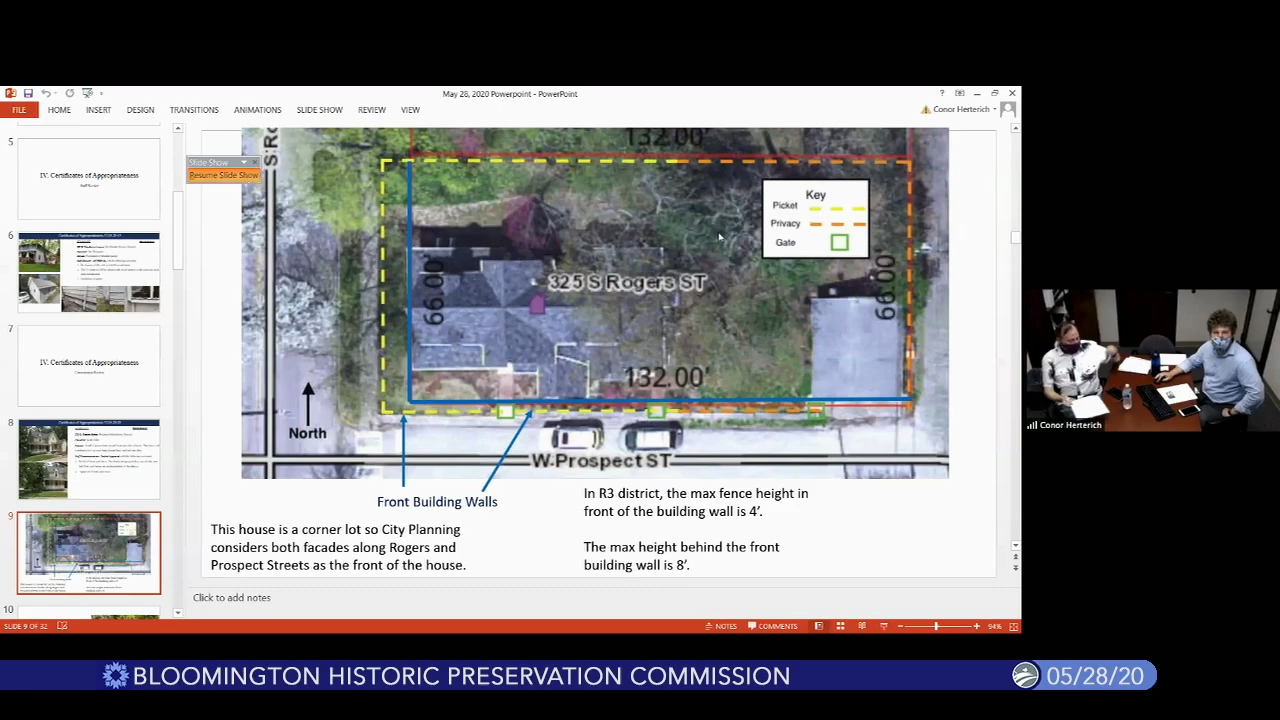 May 28, 2020 Powerpoint - PowerPoint
FILE
HOME
INSERT
DESIGN
TRANSITIONS
ANIMATIONS
SLIDE SHOW
REVIEW
VIEW
Conor Herterich
5
IV. Certificates of Appropriateness
6
7
IV. Certificates of Appropriateness
8
9
10
Slide Show
Resume Slide Show
132.00'
S Ro
Key
Picket
Privacy
Gate
325 S Rogers ST
66.00'
66.00'
132.00'
North
W Prospect ST
Front Building Walls
This house is a corner lot so City Planning
considers both facades along Rogers and
Prospect Streets as the front of the house.
In R3 district, the max fence height in
front of the building wall is 4'.
The max height behind the front
building wall is 8'.
Click to add notes
SLIDE 9 OF 32
NOTES
COMMENTS
94%
Conor Herterich
BLOOMINGTON HISTORIC PRESERVATION COMMISSION
05/28/20